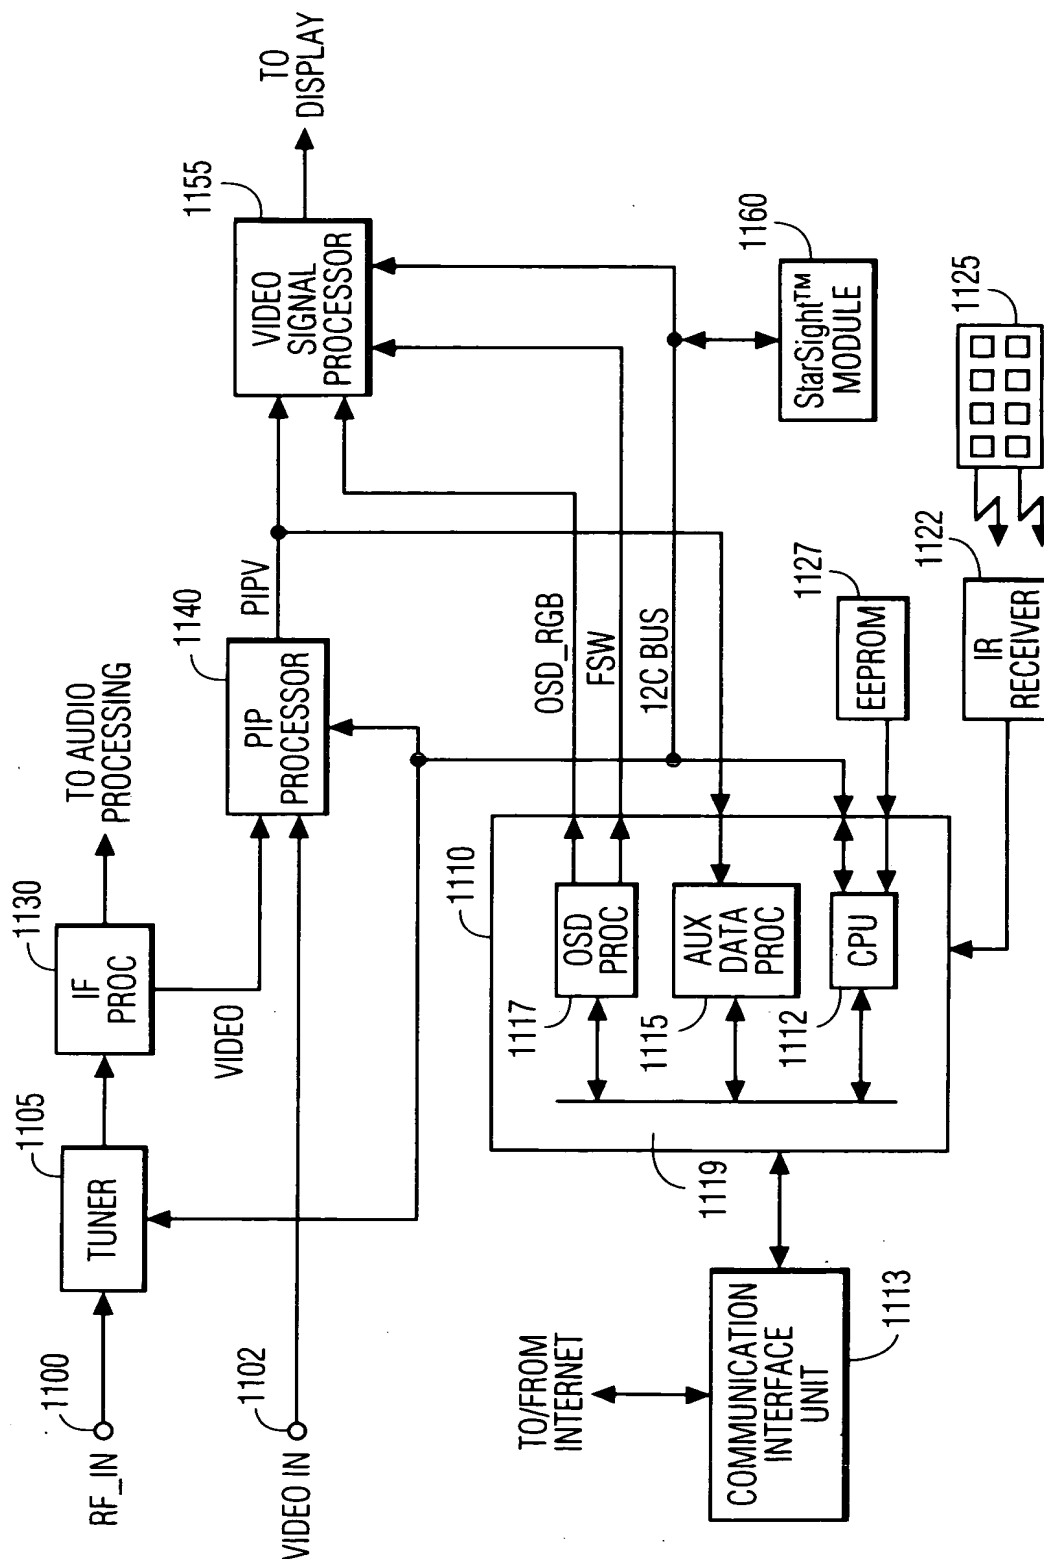 RF_IN
1100
VIDEO IN
1102
TUNER
1105
IF
PROC
1130
TO AUDIO
PROCESSING
VIDEO
PIP
PROCESSOR
1140
PIPV
VIDEO
SIGNAL
PROCESSOR
1155
TO
DISPLAY
OSD_RGB
FSW
12C BUS
StarSight™
MODULE
1160
1110
OSD
PROC
1117
AUX
DATA
PROC
1115
CPU
1112
1119
EEPROM
1127
IR
RECEIVER
1122
1125
TO/FROM
INTERNET
COMMUNICATION
INTERFACE
UNIT
1113